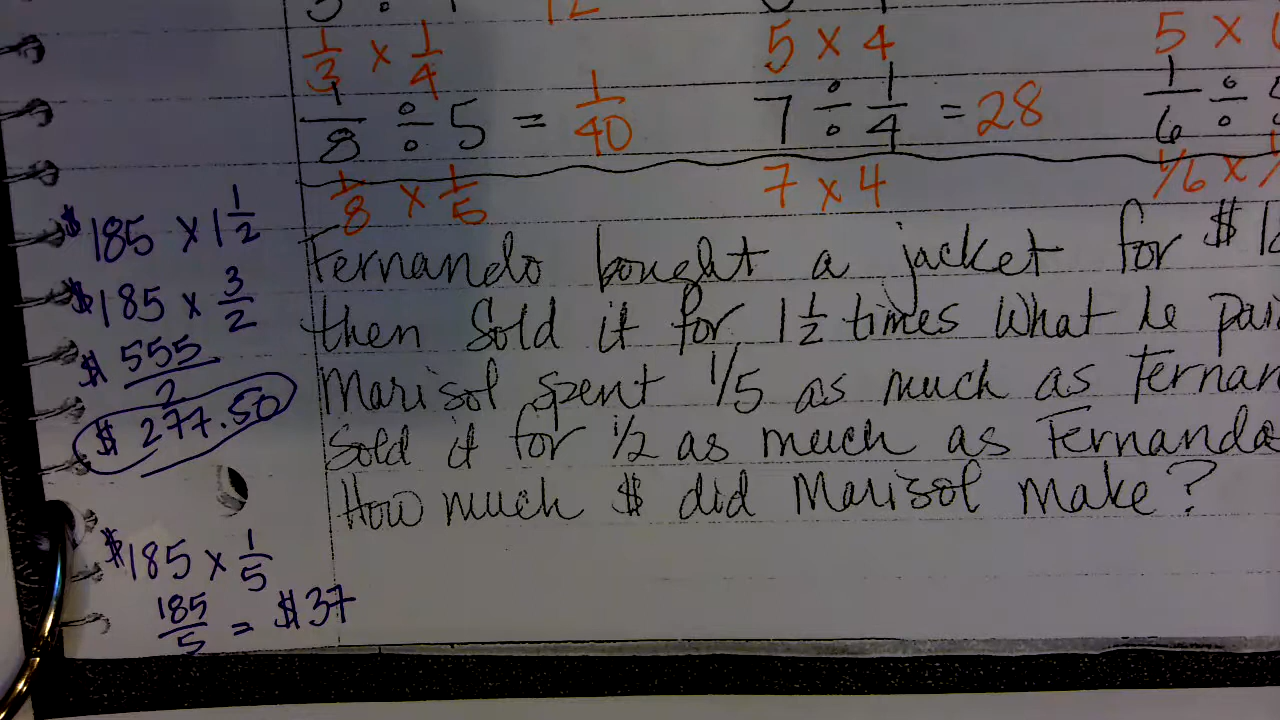 12
1/3 × 1/4
5 × 4
5 ×
1/8 ÷ 5 = 1/40
7 ÷ 1/4 = 28
1/6 ÷
1/8 × 1/5
7 × 4
1/6 ×
$185 × 1 1/2
$185 × 3/2
$ 555/2
$ 277.50
Fernando bought a jacket for $
then sold it for 1 1/2 times what he
Marisol spent 1/5 as much as
sold it for 1/2 as much as Fernando
How much $ did Marisol make?
$185 × 1/5
185/5 = $37